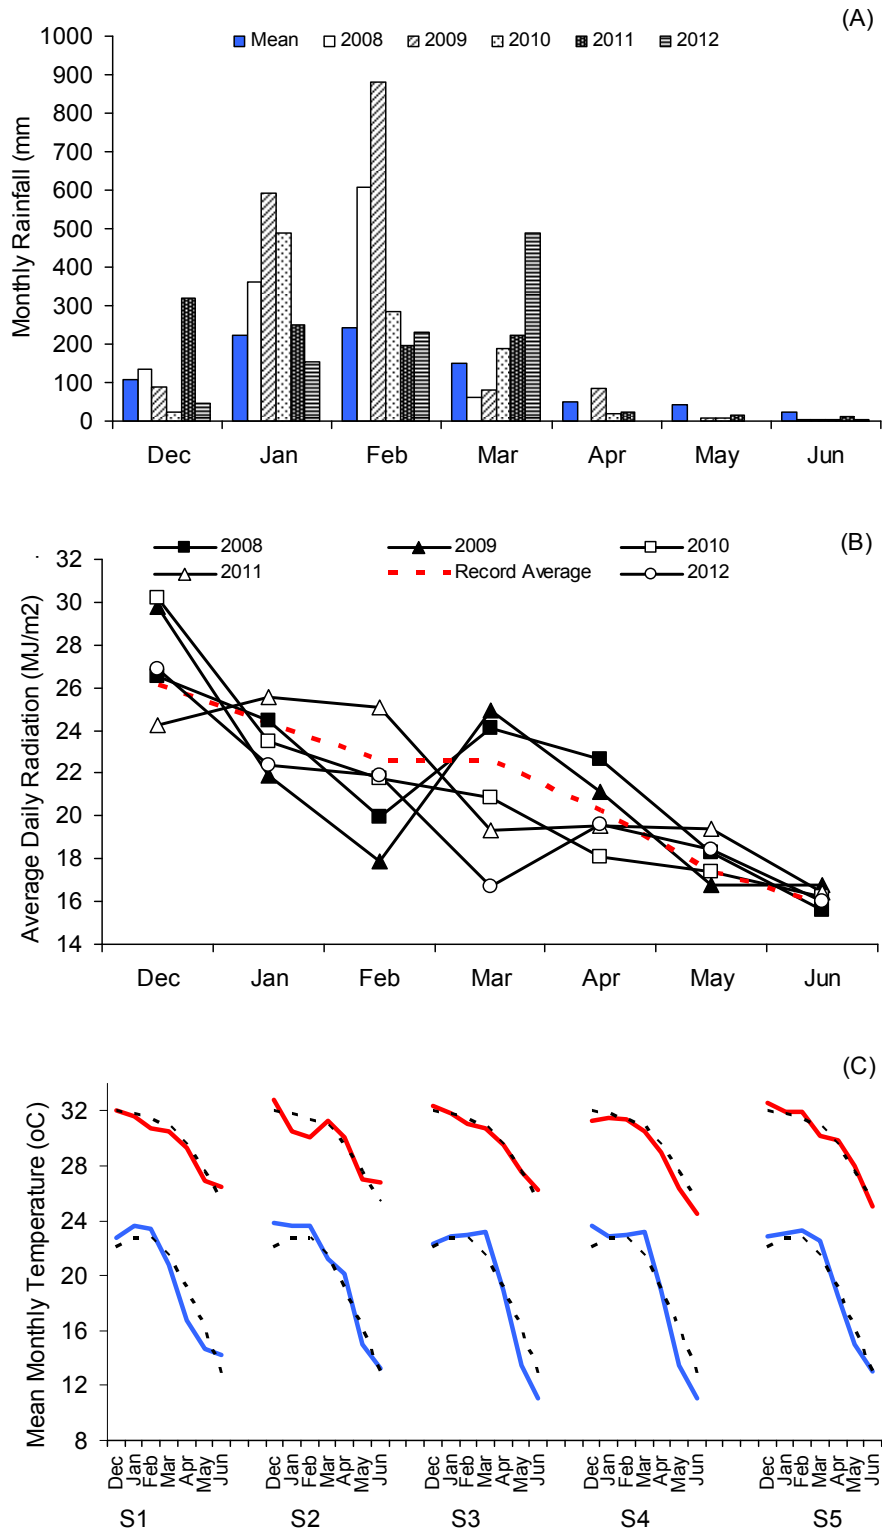 (A)
Monthly Rainfall (mm
1000
900
800
700
600
500
400
300
200
100
0
Mean 2008 2009 2010 2011 2012
Dec Jan Feb Mar Apr May Jun
(B)
Average Daily Radiation (MJ/m2)
32
30
28
26
24
22
20
18
16
14
2008 2009 2010
2011 Record Average 2012
Dec Jan Feb Mar Apr May Jun
(C)
Mean Monthly Temperature (oC)
32
28
24
20
16
12
8
Dec Jan Feb Mar Apr May Jun Dec Jan Feb Mar Apr May Jun Dec Jan Feb Mar Apr May Jun Dec Jan Feb Mar Apr May Jun Dec Jan Feb Mar Apr May Jun
S1 S2 S3 S4 S5